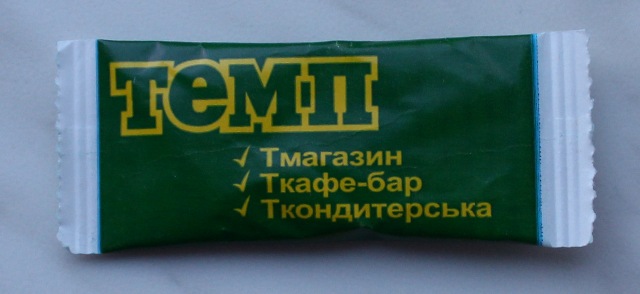 темп
✓ Тмагазин
✓ Ткафе-бар
✓ Ткондитерська